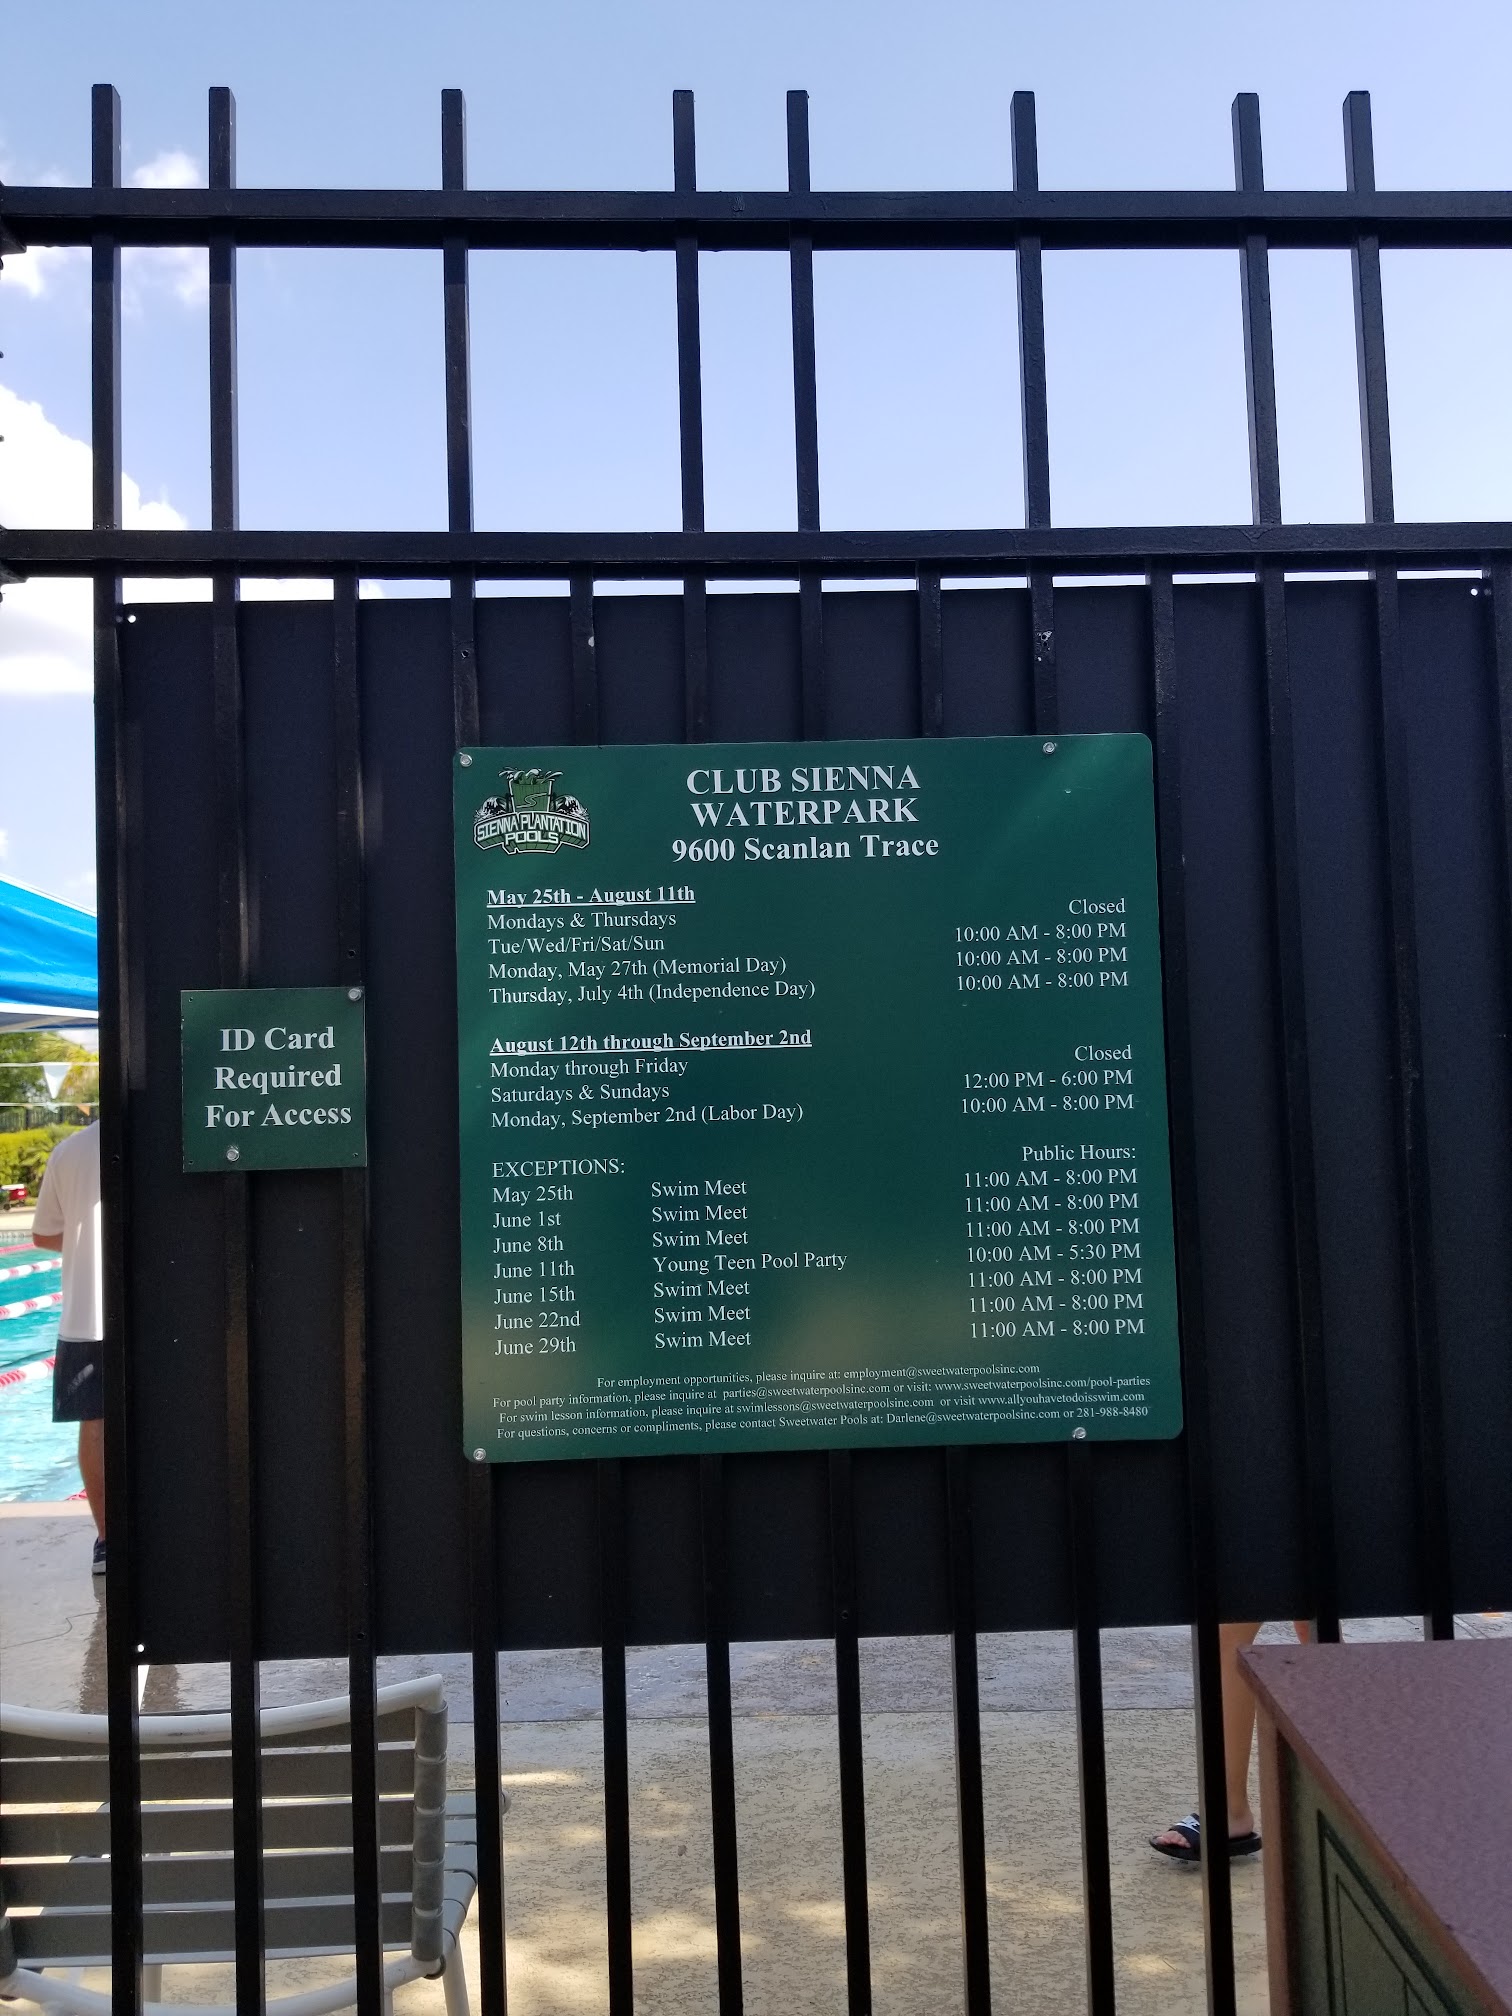 SIENNA PLANTATION
POOLS
CLUB SIENNA
WATERPARK
9600 Scanlan Trace
May 25th - August 11th
Mondays & Thursdays Closed
Tue/Wed/Fri/Sat/Sun 10:00 AM - 8:00 PM
Monday, May 27th (Memorial Day) 10:00 AM - 8:00 PM
Thursday, July 4th (Independence Day) 10:00 AM - 8:00 PM
August 12th through September 2nd
Monday through Friday Closed
Saturdays & Sundays 12:00 PM - 6:00 PM
Monday, September 2nd (Labor Day) 10:00 AM - 8:00 PM
EXCEPTIONS: Public Hours:
May 25th Swim Meet 11:00 AM - 8:00 PM
June 1st Swim Meet 11:00 AM - 8:00 PM
June 8th Swim Meet 11:00 AM - 8:00 PM
June 11th Young Teen Pool Party 10:00 AM - 5:30 PM
June 15th Swim Meet 11:00 AM - 8:00 PM
June 22nd Swim Meet 11:00 AM - 8:00 PM
June 29th Swim Meet 11:00 AM - 8:00 PM
For employment opportunities, please inquire at: employment@sweetwaterpoolsinc.com
For pool party information, please inquire at parties@sweetwaterpoolsinc.com or visit: www.sweetwaterpoolsinc.com/pool-parties
For swim lesson information, please inquire at swimlessons@sweetwaterpoolsinc.com or visit www.allyouhavetodoisswim.com
For questions, concerns or compliments, please contact Sweetwater Pools at: Darlene@sweetwaterpoolsinc.com or 281-988-8480
ID Card
Required
For Access